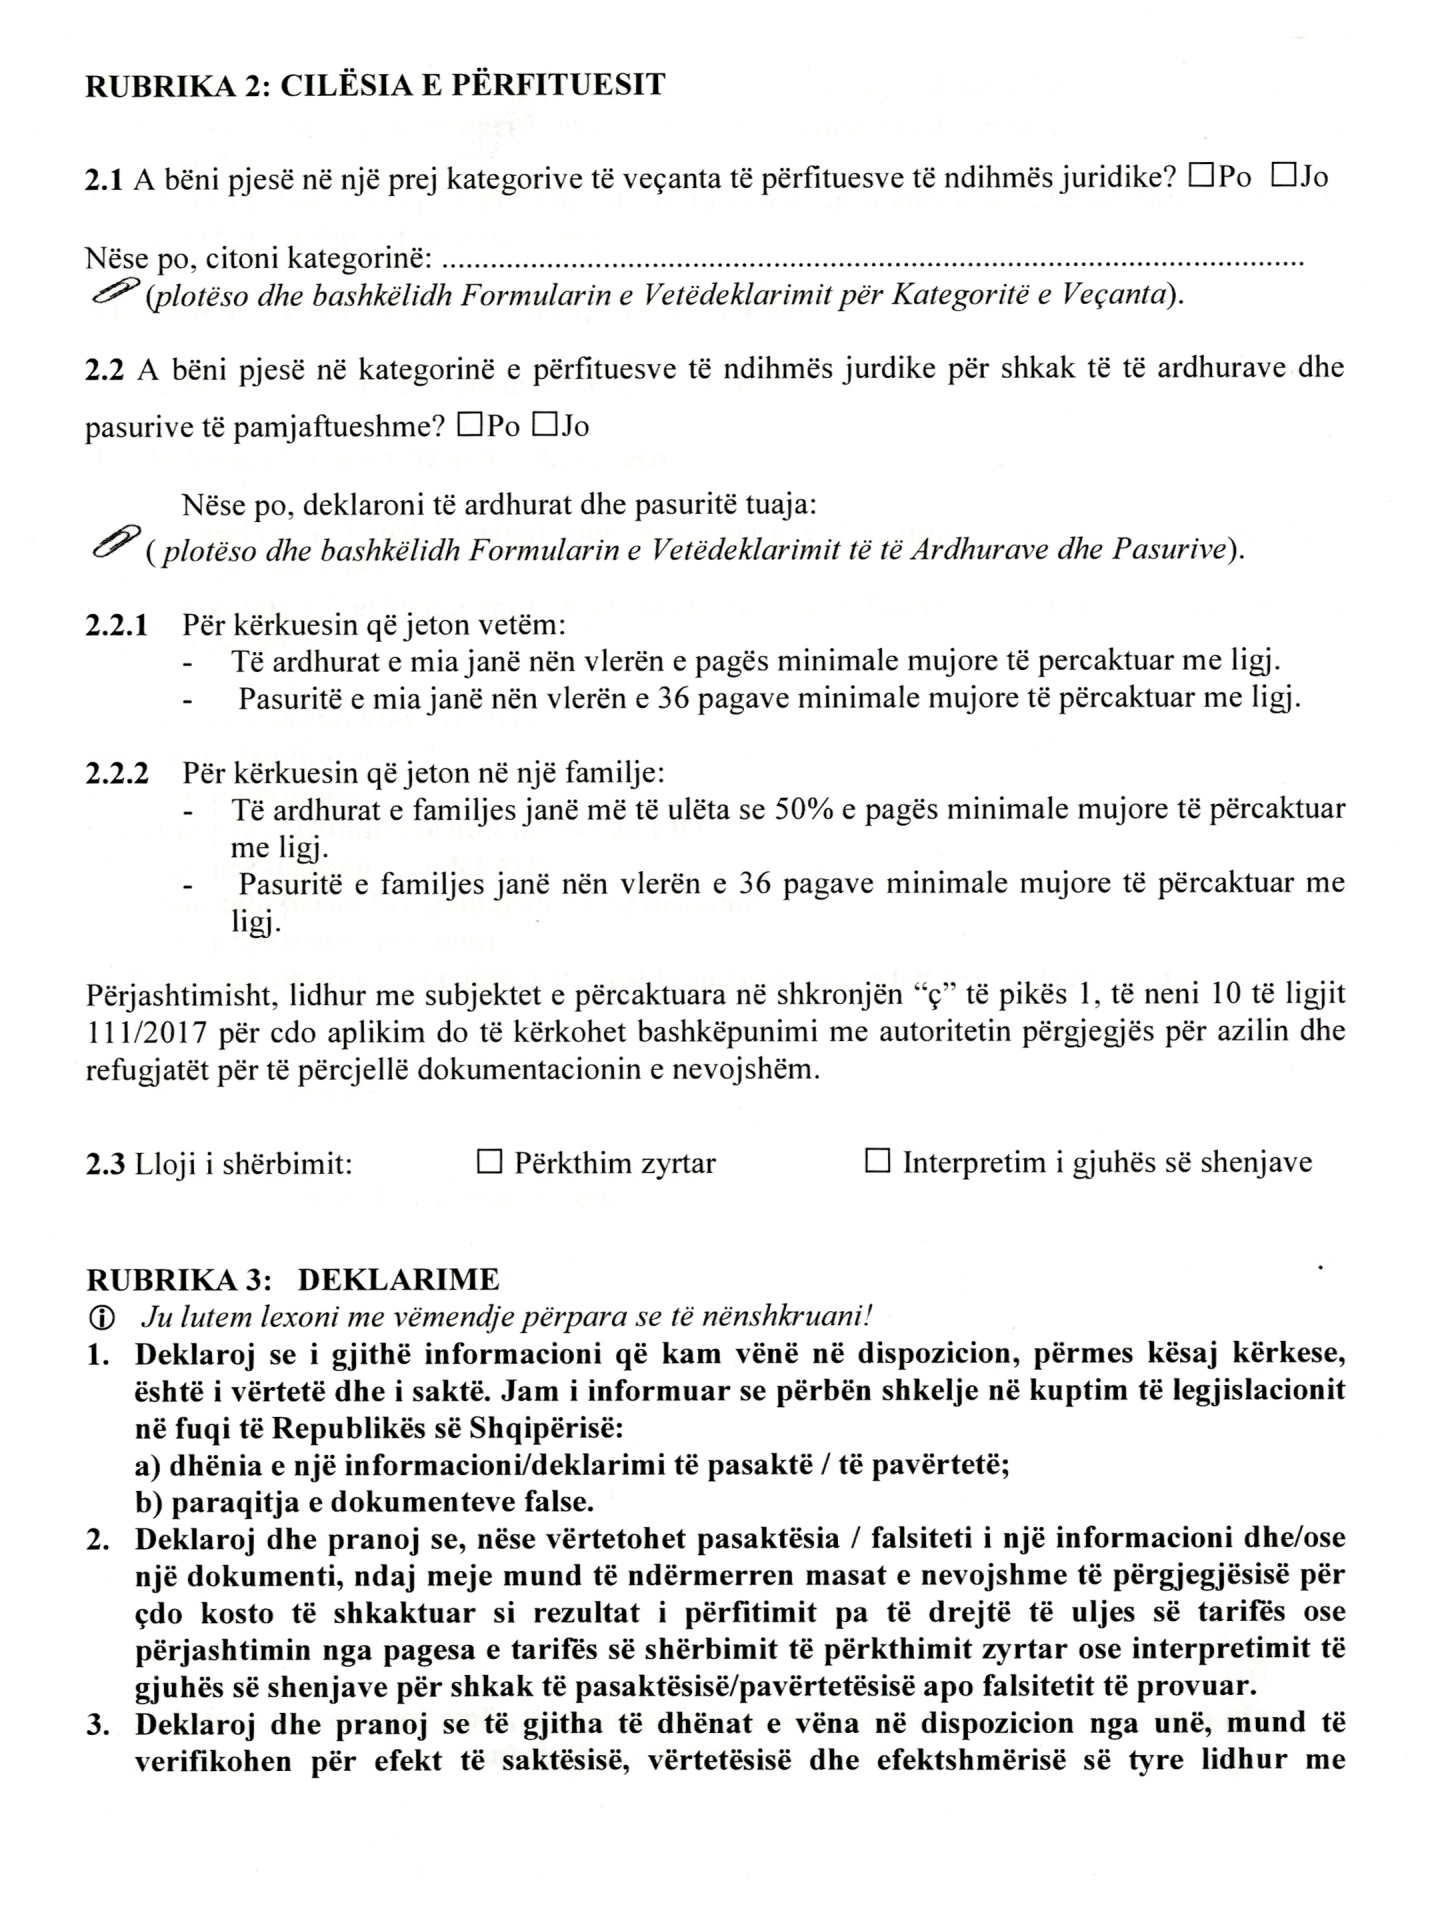 RUBRIKA 2: CILËSIA E PËRFITUESIT
2.1 A bëni pjesë në një prej kategorive të veçanta të përfituesve të ndihmës juridike? ☐Po ☐Jo
Nëse po, citoni kategorinë: ............................................................................................................
(plotëso dhe bashkëlidh Formularin e Vetëdeklarimit për Kategoritë e Veçanta).
2.2 A bëni pjesë në kategorinë e përfituesve të ndihmës jurdike për shkak të të ardhurave dhe
pasurive të pamjaftueshme? ☐Po ☐Jo
Nëse po, deklaroni të ardhurat dhe pasuritë tuaja:
( plotëso dhe bashkëlidh Formularin e Vetëdeklarimit të të Ardhurave dhe Pasurive).
2.2.1 Për kërkuesin që jeton vetëm:
- Të ardhurat e mia janë nën vlerën e pagës minimale mujore të percaktuar me ligj.
- Pasuritë e mia janë nën vlerën e 36 pagave minimale mujore të përcaktuar me ligj.
2.2.2 Për kërkuesin që jeton në një familje:
- Të ardhurat e familjes janë më të ulëta se 50% e pagës minimale mujore të përcaktuar
me ligj.
- Pasuritë e familjes janë nën vlerën e 36 pagave minimale mujore të përcaktuar me
ligj.
Përjashtimisht, lidhur me subjektet e përcaktuara në shkronjën “ç” të pikës 1, të neni 10 të ligjit
111/2017 për cdo aplikim do të kërkohet bashkëpunimi me autoritetin përgjegjës për azilin dhe
refugjatët për të përcjellë dokumentacionin e nevojshëm.
2.3 Lloji i shërbimit: ☐ Përkthim zyrtar ☐ Interpretim i gjuhës së shenjave
RUBRIKA 3: DEKLARIME
ⓘ Ju lutem lexoni me vëmendje përpara se të nënshkruani!
1. Deklaroj se i gjithë informacioni që kam vënë në dispozicion, përmes kësaj kërkese,
është i vërtetë dhe i saktë. Jam i informuar se përbën shkelje në kuptim të legjislacionit
në fuqi të Republikës së Shqipërisë:
a) dhënia e një informacioni/deklarimi të pasaktë / të pavërtetë;
b) paraqitja e dokumenteve false.
2. Deklaroj dhe pranoj se, nëse vërtetohet pasaktësia / falsiteti i një informacioni dhe/ose
një dokumenti, ndaj meje mund të ndërmerren masat e nevojshme të përgjegjësisë për
çdo kosto të shkaktuar si rezultat i përfitimit pa të drejtë të uljes së tarifës ose
përjashtimin nga pagesa e tarifës së shërbimit të përkthimit zyrtar ose interpretimit të
gjuhës së shenjave për shkak të pasaktësisë/pavërtetësisë apo falsitetit të provuar.
3. Deklaroj dhe pranoj se të gjitha të dhënat e vëna në dispozicion nga unë, mund të
verifikohen për efekt të saktësisë, vërtetësisë dhe efektshmërisë së tyre lidhur me